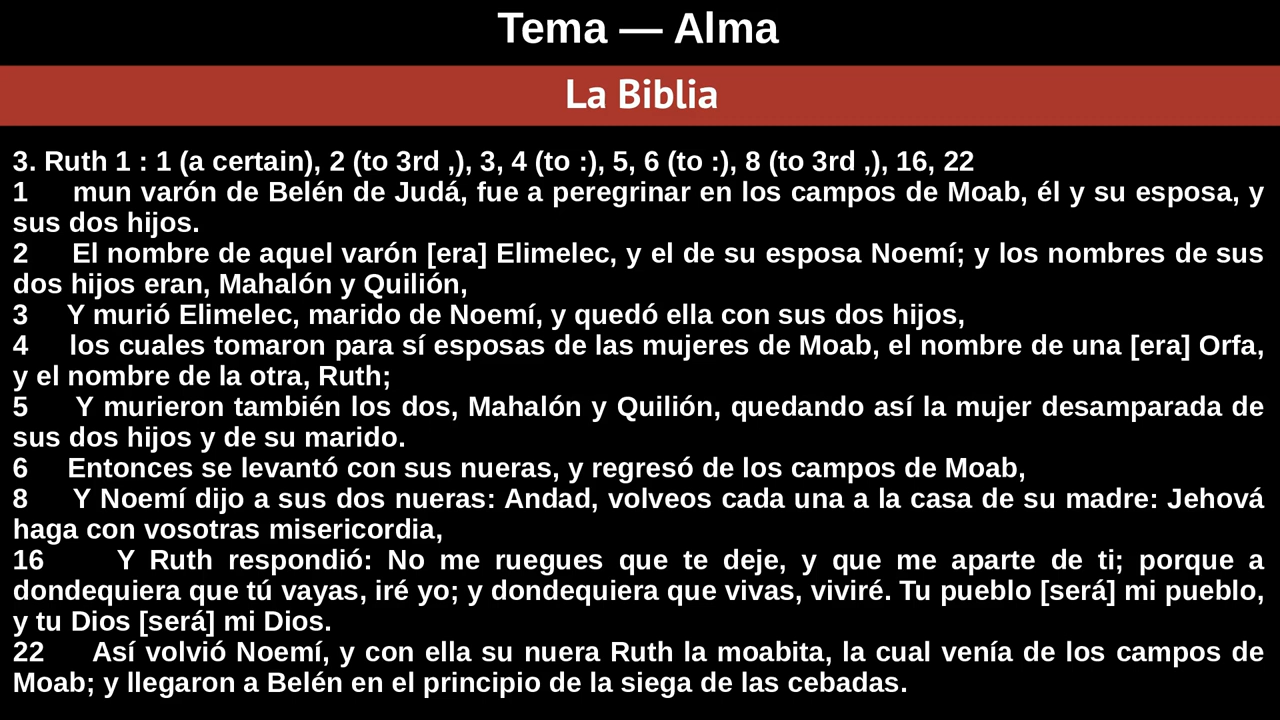 Tema — Alma
La Biblia
3. Ruth 1 : 1 (a certain), 2 (to 3rd ,), 3, 4 (to :), 5, 6 (to :), 8 (to 3rd ,), 16, 22
1 mun varón de Belén de Judá, fue a peregrinar en los campos de Moab, él y su esposa, y
sus dos hijos.
2 El nombre de aquel varón [era] Elimelec, y el de su esposa Noemí; y los nombres de sus
dos hijos eran, Mahalón y Quilión,
3 Y murió Elimelec, marido de Noemí, y quedó ella con sus dos hijos,
4 los cuales tomaron para sí esposas de las mujeres de Moab, el nombre de una [era] Orfa,
y el nombre de la otra, Ruth;
5 Y murieron también los dos, Mahalón y Quilión, quedando así la mujer desamparada de
sus dos hijos y de su marido.
6 Entonces se levantó con sus nueras, y regresó de los campos de Moab,
8 Y Noemí dijo a sus dos nueras: Andad, volveos cada una a la casa de su madre: Jehová
haga con vosotras misericordia,
16 Y Ruth respondió: No me ruegues que te deje, y que me aparte de ti; porque a
dondequiera que tú vayas, iré yo; y dondequiera que vivas, viviré. Tu pueblo [será] mi pueblo,
y tu Dios [será] mi Dios.
22 Así volvió Noemí, y con ella su nuera Ruth la moabita, la cual venía de los campos de
Moab; y llegaron a Belén en el principio de la siega de las cebadas.